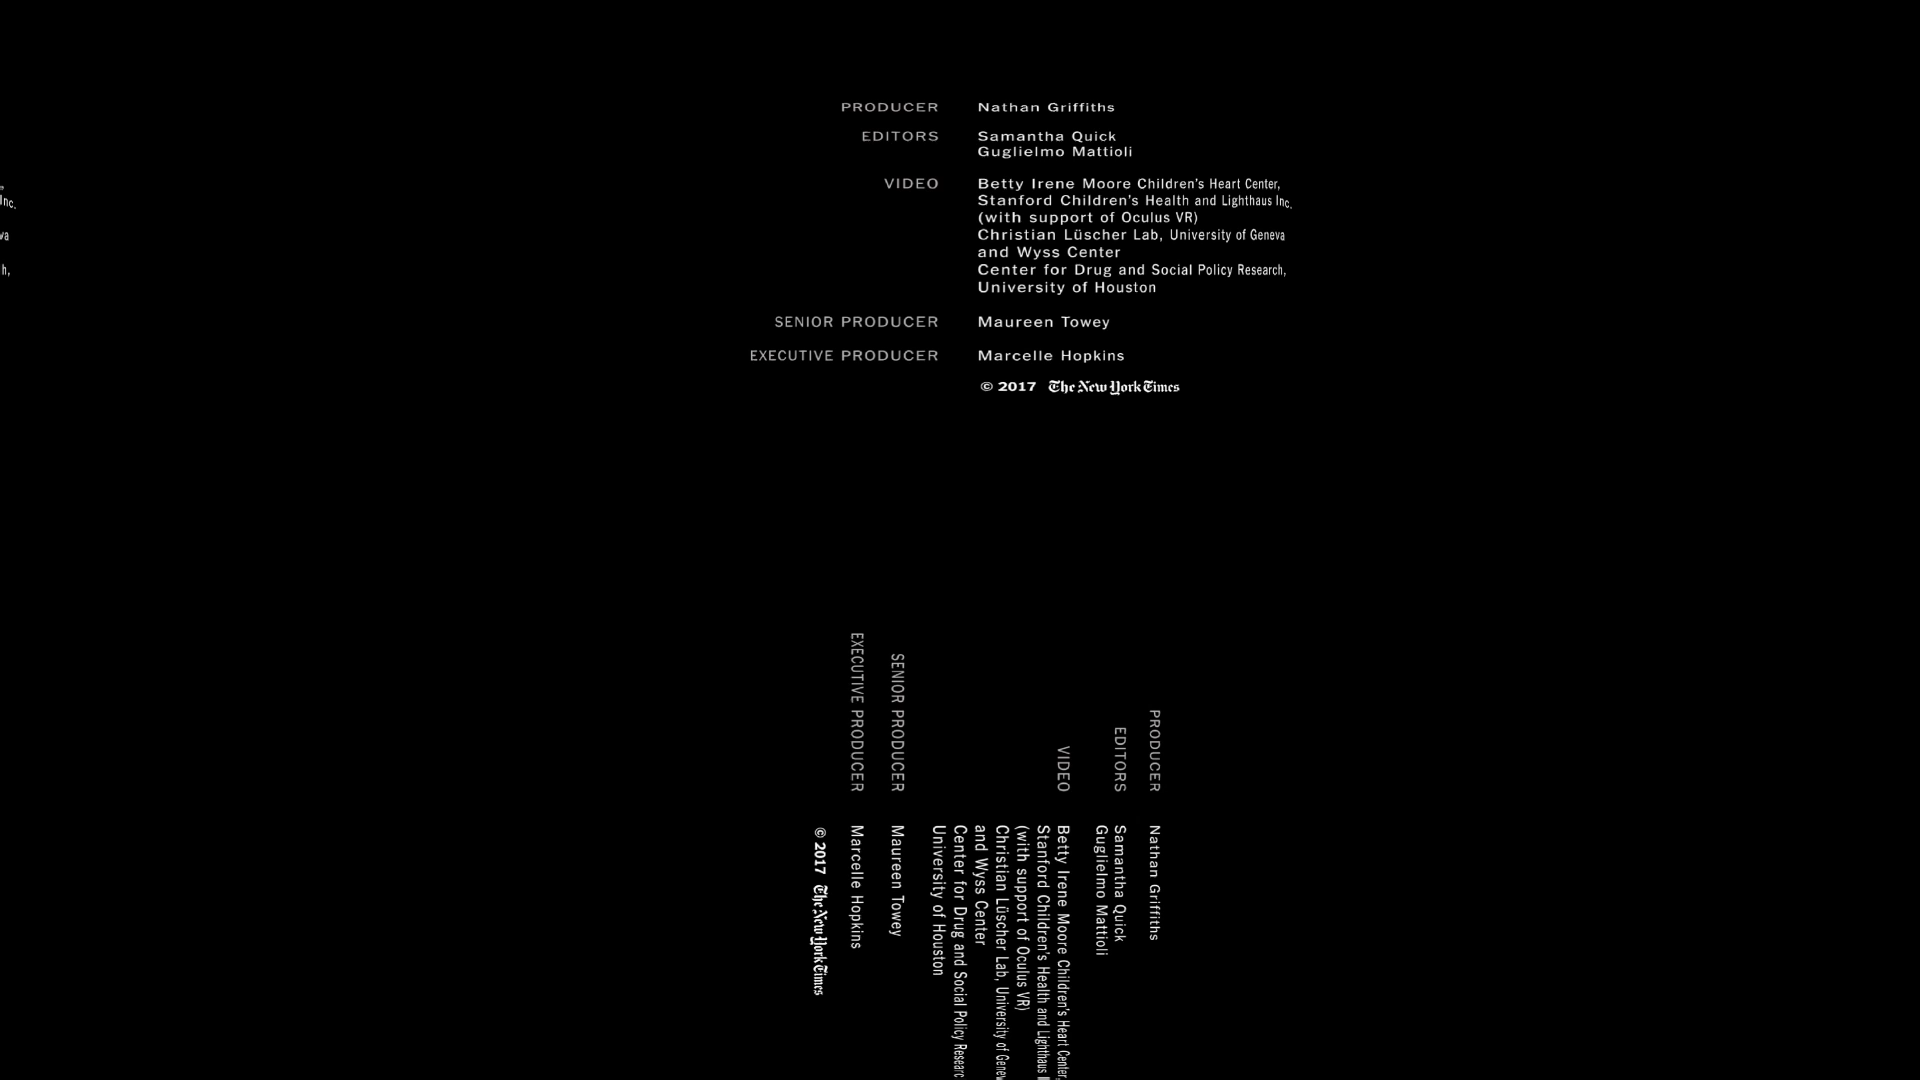 PRODUCER Nathan Griffiths
EDITORS Samantha Quick
Guglielmo Mattioli
VIDEO Betty Irene Moore Children's Heart Center,
Stanford Children's Health and Lighthaus Inc.
(with support of Oculus VR)
Christian Lüscher Lab, University of Geneva
and Wyss Center
Center for Drug and Social Policy Research,
University of Houston
SENIOR PRODUCER Maureen Towey
EXECUTIVE PRODUCER Marcelle Hopkins
© 2017 The New York Times
Inc.
PRODUCER Nathan Griffiths
EDITORS Samantha Quick
Guglielmo Mattioli
VIDEO Betty Irene Moore Children's Heart Center,
Stanford Children's Health and Lighthaus
(with support of Oculus VR)
Christian Lüscher Lab, University of Genev
and Wyss Center
Center for Drug and Social Policy Researc
University of Houston
SENIOR PRODUCER Maureen Towey
EXECUTIVE PRODUCER Marcelle Hopkins
© 2017 The New York Times